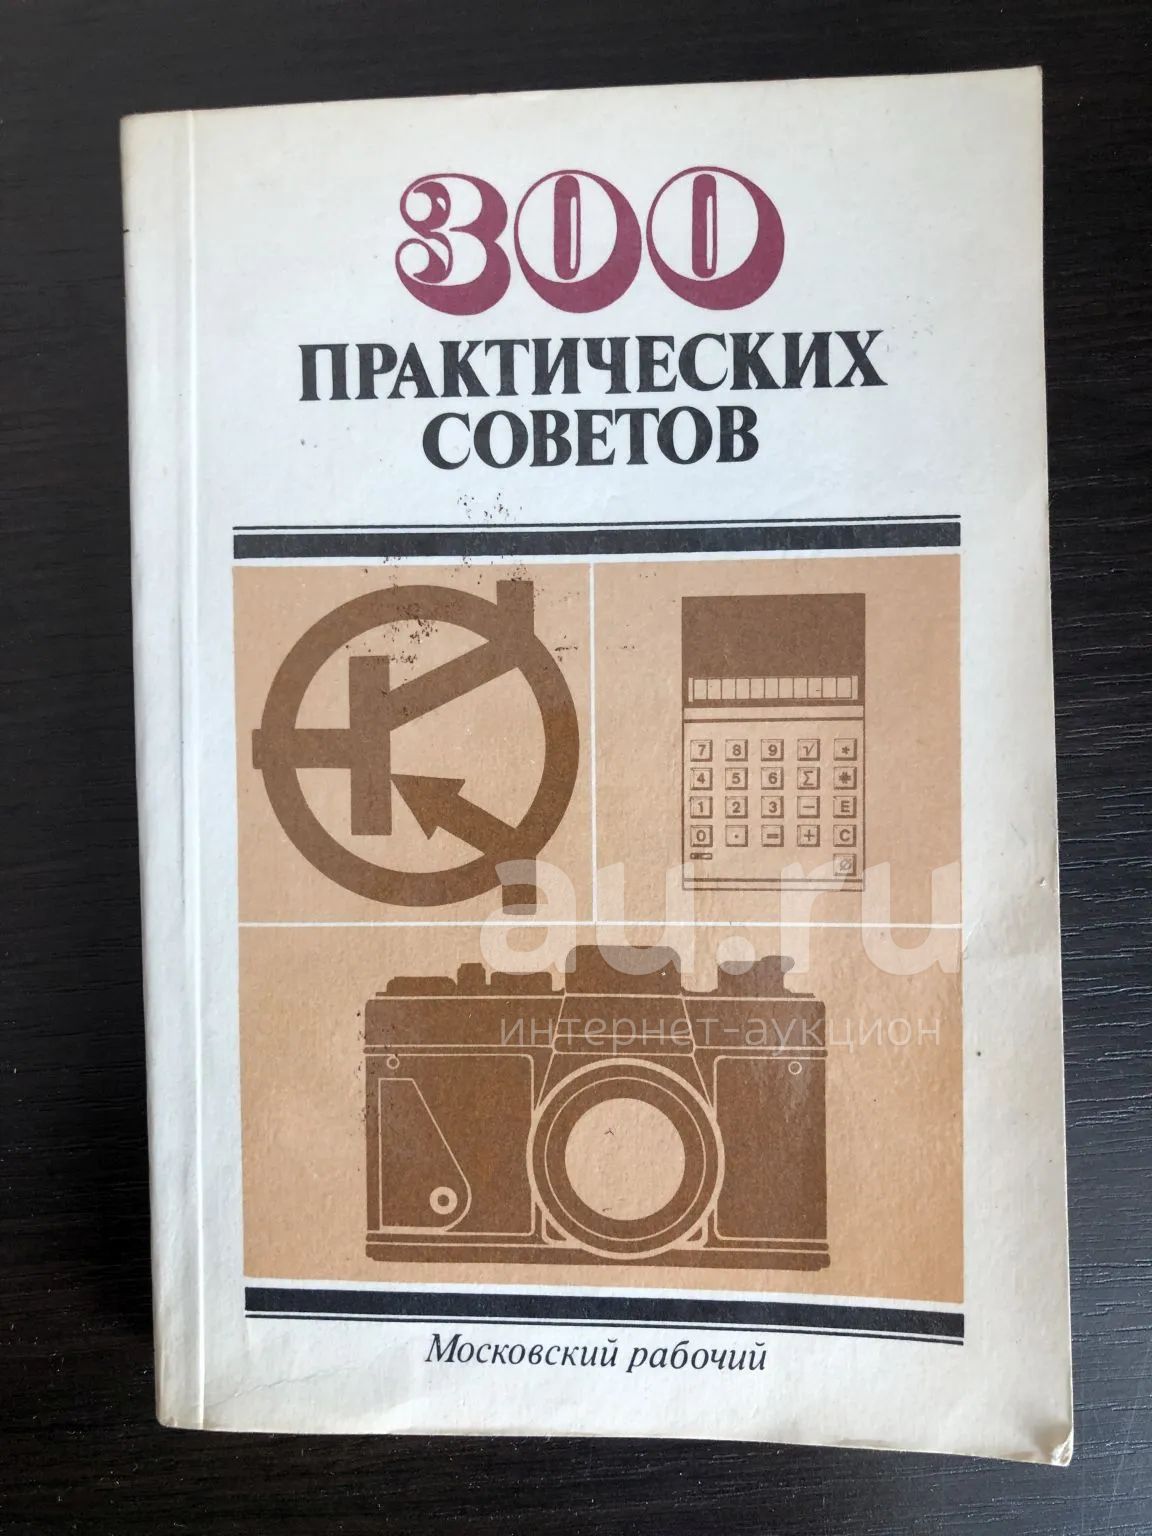 300
ПРАКТИЧЕСКИХ
СОВЕТОВ
7 8 9 √ *
4 5 6 Σ #
1 2 3 − E
0 · = + C
au.ru
интернет-аукцион
Московский рабочий